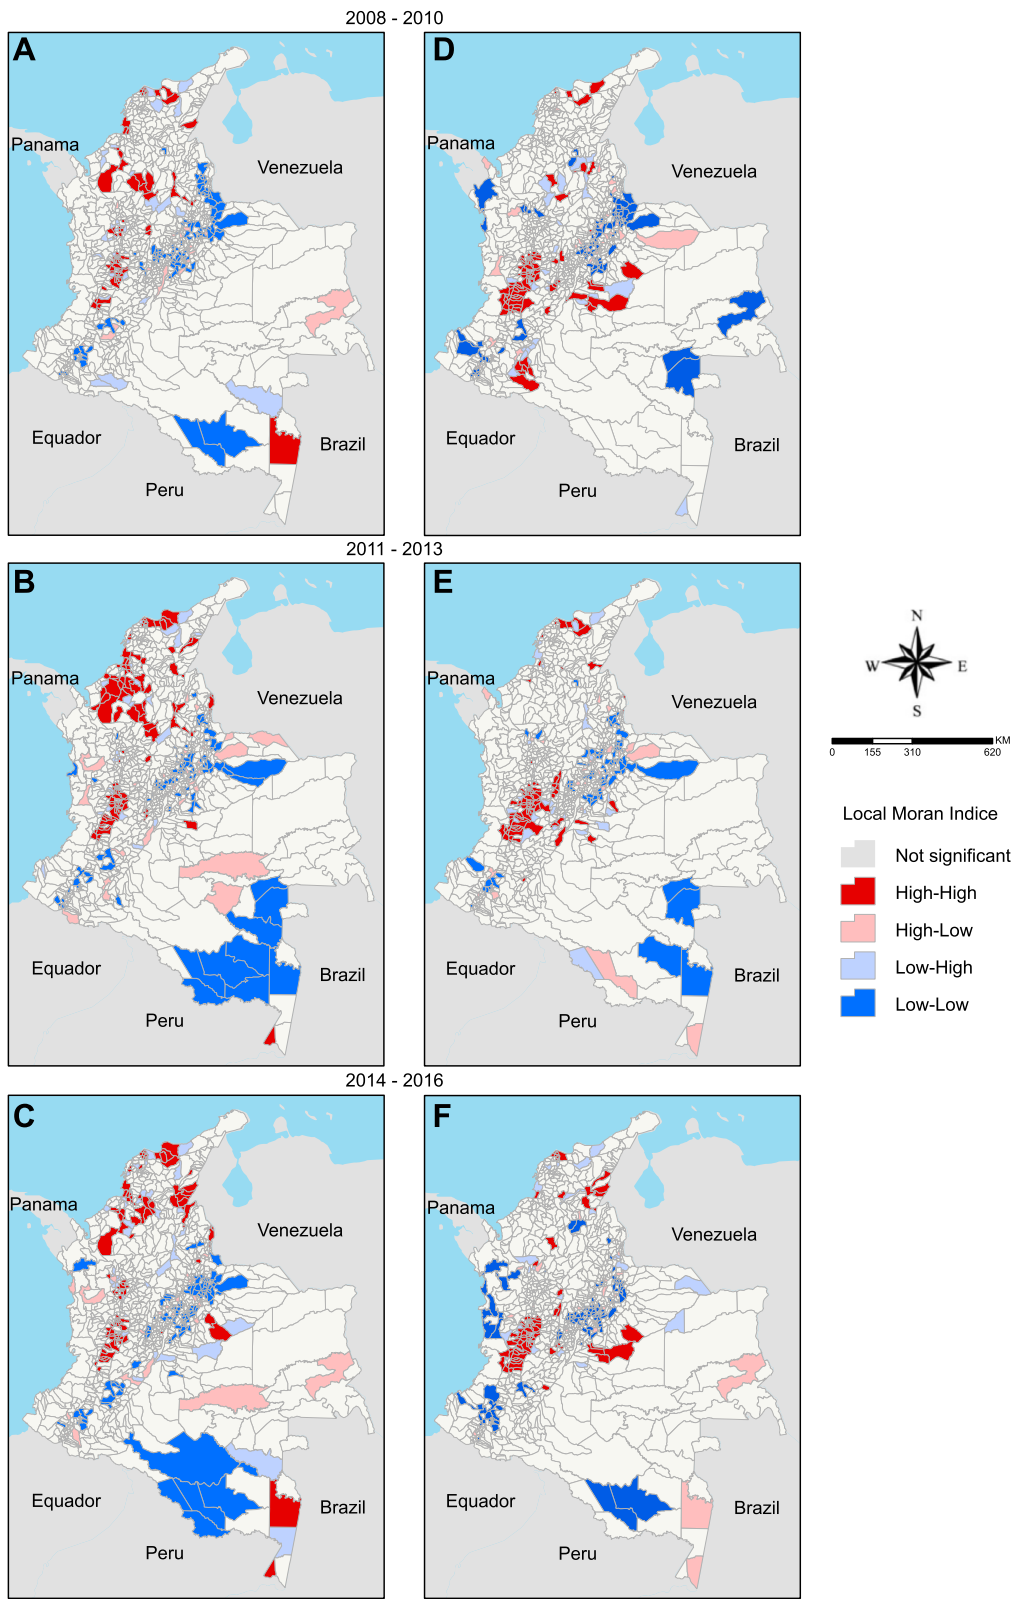 2008 - 2010
A
Panama
Venezuela
Equador
Brazil
Peru
D
Panama
Venezuela
Equador
Brazil
Peru
2011 - 2013
B
Panama
Venezuela
Equador
Brazil
Peru
E
Panama
Venezuela
Equador
Brazil
Peru
2014 - 2016
C
Panama
Venezuela
Equador
Brazil
Peru
F
Panama
Venezuela
Equador
Brazil
Peru
N
W E
S
KM
0 155 310 620
Local Moran Indice
Not significant
High-High
High-Low
Low-High
Low-Low